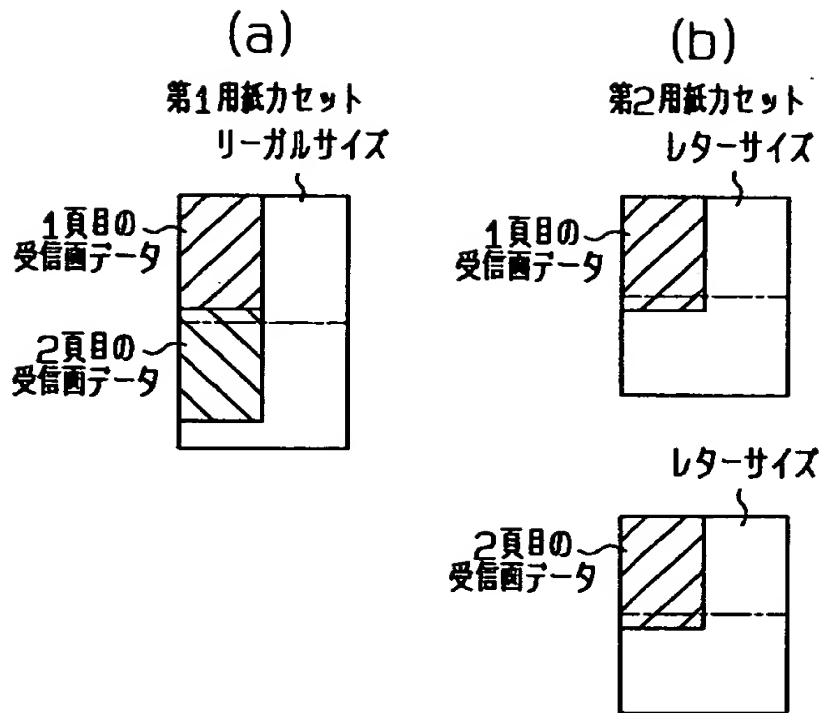 (a)
第1用紙カセット
リーガルサイズ
1頁目の
受信画データ
2頁目の
受信画データ
(b)
第2用紙カセット
レターサイズ
1頁目の
受信画データ
レターサイズ
2頁目の
受信画データ